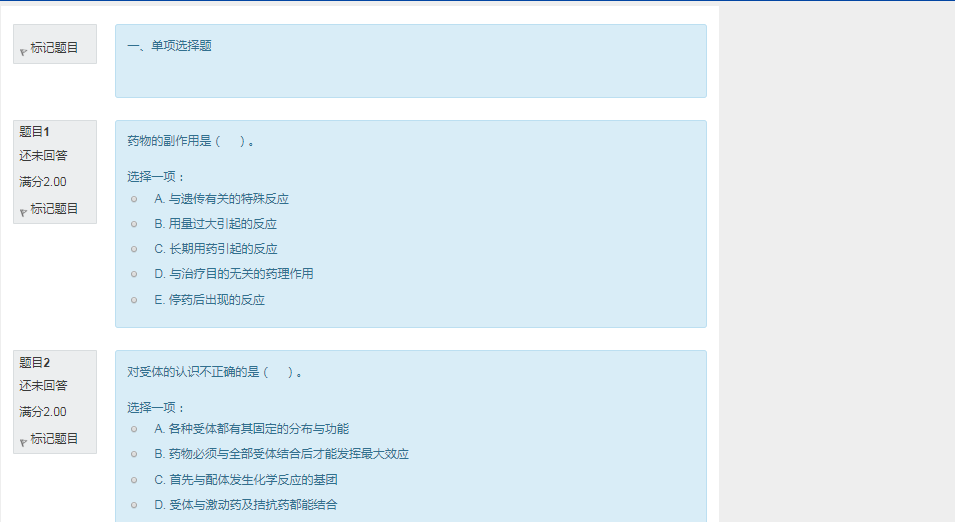 标记题目
一、单项选择题
题目1
还未回答
满分2.00
标记题目
药物的副作用是（ ）。
选择一项：
A. 与遗传有关的特殊反应
B. 用量过大引起的反应
C. 长期用药引起的反应
D. 与治疗目的无关的药理作用
E. 停药后出现的反应
题目2
还未回答
满分2.00
标记题目
对受体的认识不正确的是（ ）。
选择一项：
A. 各种受体都有其固定的分布与功能
B. 药物必须与全部受体结合后才能发挥最大效应
C. 首先与配体发生化学反应的基团
D. 受体与激动药及拮抗药都能结合